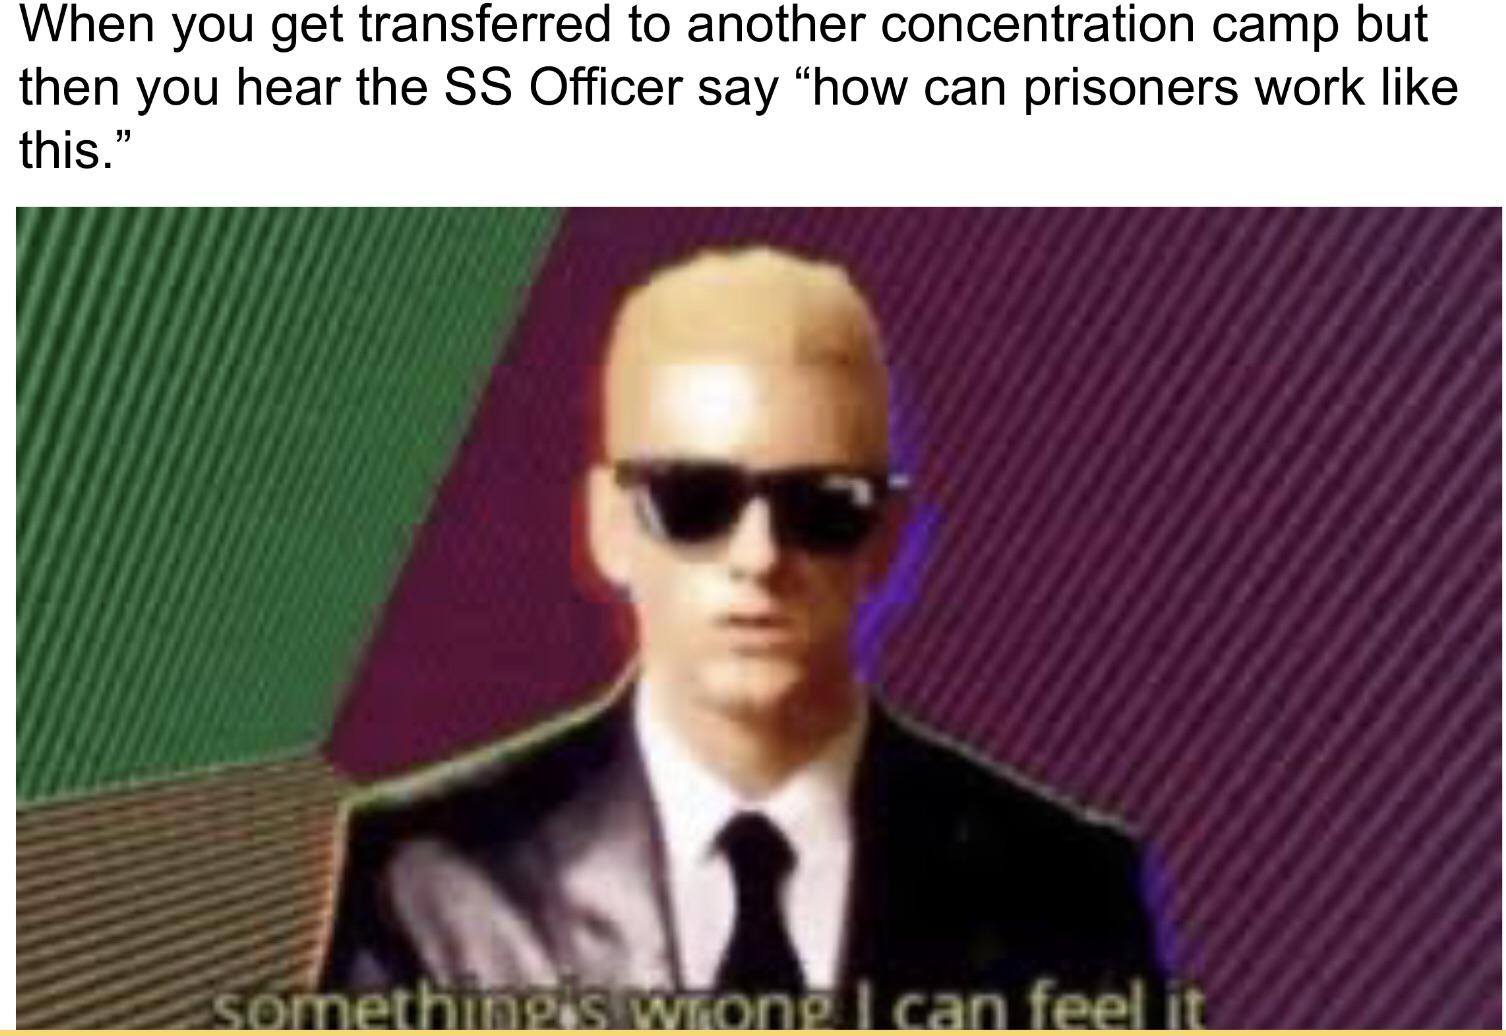 When you get transferred to another concentration camp but
then you hear the SS Officer say “how can prisoners work like
this.”
something's wrong I can feel it